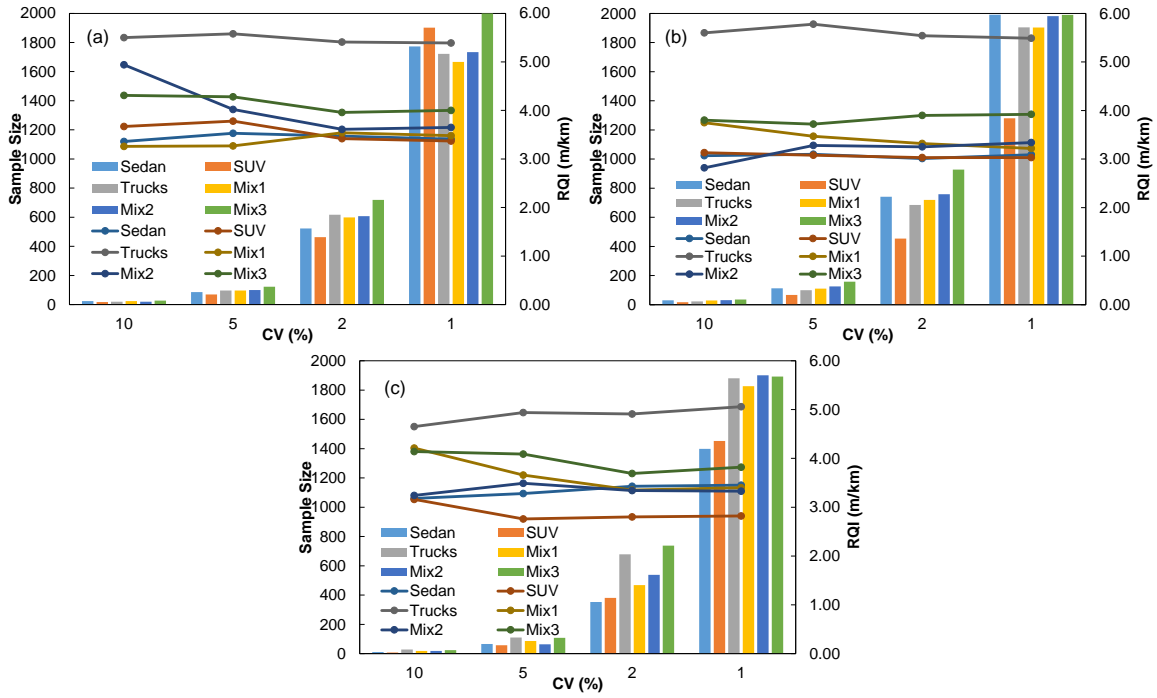 (a)
Sample Size
RQI (m/km)
2000
1800
1600
1400
1200
1000
800
600
400
200
0
6.00
5.00
4.00
3.00
2.00
1.00
0.00
Sedan SUV
Trucks Mix1
Mix2 Mix3
Sedan SUV
Trucks Mix1
Mix2 Mix3
10 5 2 1
CV (%)
(b)
Sample Size
RQI (m/km)
2000
1800
1600
1400
1200
1000
800
600
400
200
0
6.00
5.00
4.00
3.00
2.00
1.00
0.00
Sedan SUV
Trucks Mix1
Mix2 Mix3
Sedan SUV
Trucks Mix1
Mix2 Mix3
10 5 2 1
CV (%)
(c)
Sample Size
RQI (m/km)
2000
1800
1600
1400
1200
1000
800
600
400
200
0
6.00
5.00
4.00
3.00
2.00
1.00
0.00
Sedan SUV
Trucks Mix1
Mix2 Mix3
Sedan SUV
Trucks Mix1
Mix2 Mix3
10 5 2 1
CV (%)